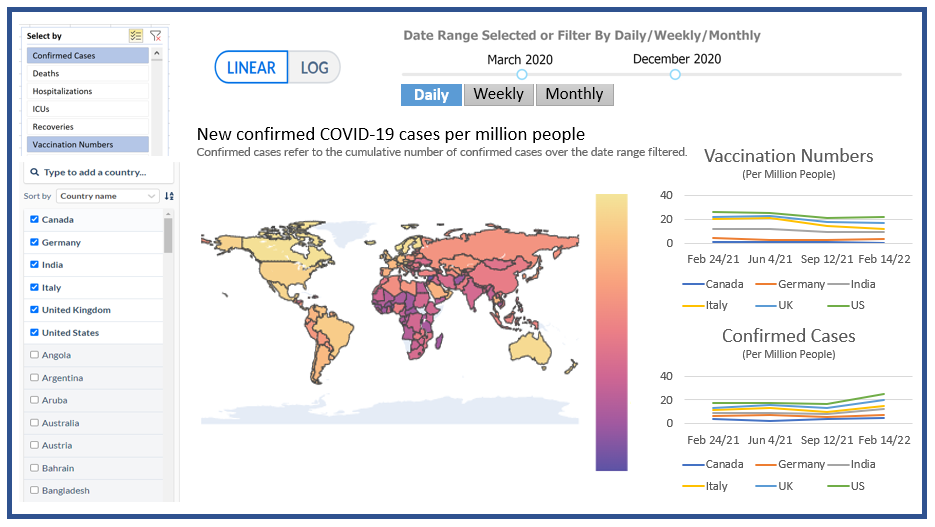 Select by
Confirmed Cases
Deaths
Hospitalizations
ICUs
Recoveries
Vaccination Numbers
Type to add a country...
Sort by Country name
Canada
Germany
India
Italy
United Kingdom
United States
Angola
Argentina
Aruba
Australia
Austria
Bahrain
Bangladesh
LINEAR LOG
Date Range Selected or Filter By Daily/Weekly/Monthly
March 2020 December 2020
Daily Weekly Monthly
New confirmed COVID-19 cases per million people
Confirmed cases refer to the cumulative number of confirmed cases over the date range filtered.
Vaccination Numbers
(Per Million People)
40
20
0
Feb 24/21 Jun 4/21 Sep 12/21 Feb 14/22
Canada Germany India
Italy UK US
Confirmed Cases
(Per Million People)
40
20
0
Feb 24/21 Jun 4/21 Sep 12/21 Feb 14/22
Canada Germany India
Italy UK US